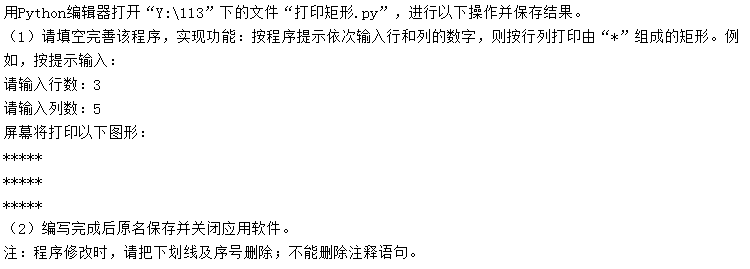 用Python编辑器打开“Y:\113”下的文件“打印矩形.py”，进行以下操作并保存结果。
（1）请填空完善该程序，实现功能：按程序提示依次输入行和列的数字，则按行列打印由“*”组成的矩形。例
如，按提示输入：
请输入行数：3
请输入列数：5
屏幕将打印以下图形：
*****
*****
*****
（2）编写完成后原名保存并关闭应用软件。
注：程序修改时，请把下划线及序号删除；不能删除注释语句。